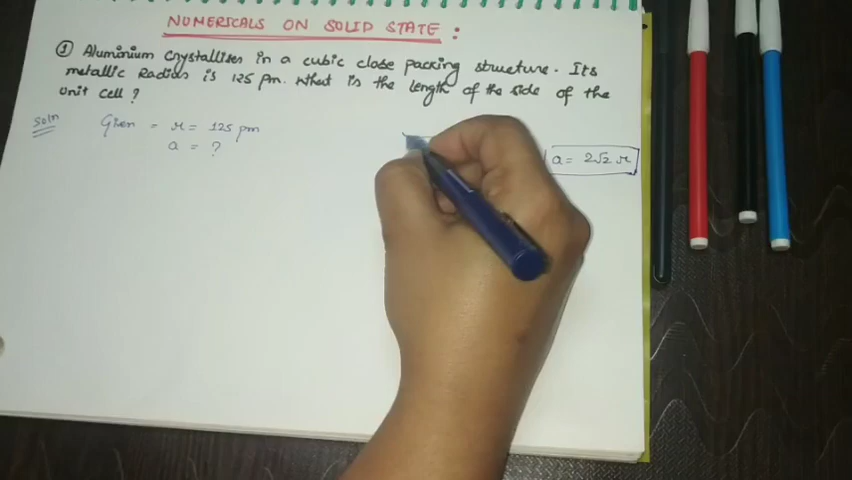 NUMERICALS ON SOLID STATE :
① Aluminium Crystallises in a cubic close packing structure. Its
metallic Radius is 125 pm. What is the length of the side of the
unit cell ?
Soln Given = r = 125 pm
a = ?
a = 2√2 r